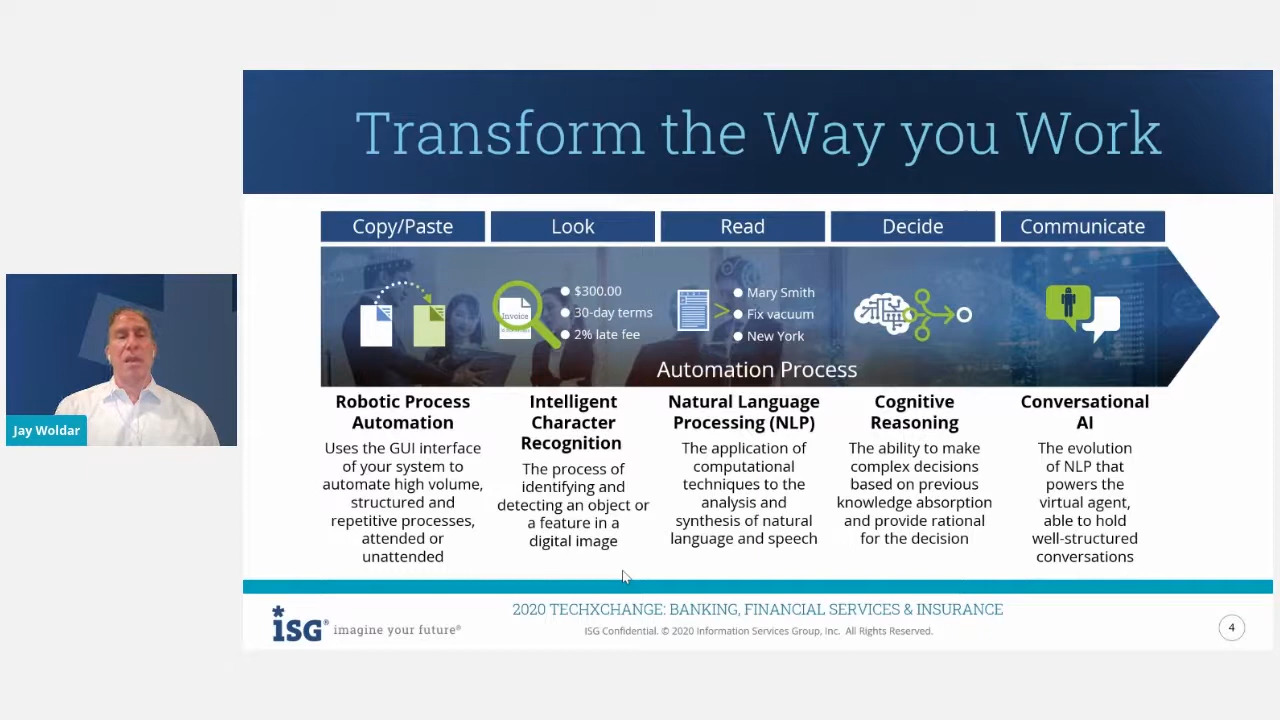 Transform the Way you Work
Copy/Paste
Look
Read
Decide
Communicate
Invoice
$300.00
30-day terms
2% late fee
Mary Smith
Fix vacuum
New York
Automation Process
Robotic Process
Automation
Uses the GUI interface
of your system to
automate high volume,
structured and
repetitive processes,
attended or
unattended
Intelligent
Character
Recognition
The process of
identifying and
detecting an object or
a feature in a
digital image
Natural Language
Processing (NLP)
The application of
computational
techniques to the
analysis and
synthesis of natural
language and speech
Cognitive
Reasoning
The ability to make
complex decisions
based on previous
knowledge absorption
and provide rational
for the decision
Conversational
AI
The evolution
of NLP that
powers the
virtual agent,
able to hold
well-structured
conversations
Jay Woldar
*ISG® imagine your future®
2020 TECHXCHANGE: BANKING, FINANCIAL SERVICES & INSURANCE
ISG Confidential. © 2020 Information Services Group, Inc. All Rights Reserved.
4